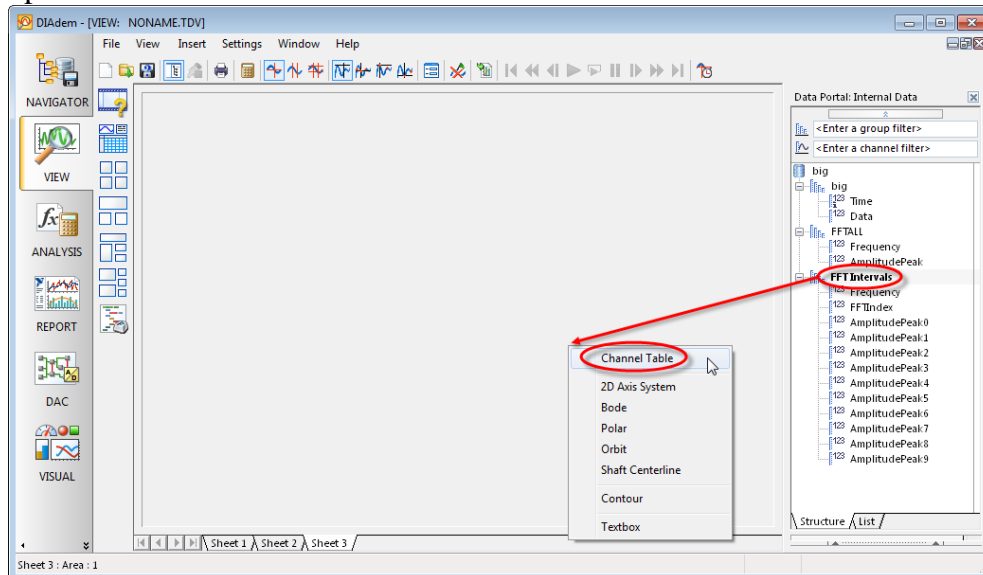 DIAdem - [VIEW: NONAME.TDV]
File View Insert Settings Window Help
NAVIGATOR
VIEW
ANALYSIS
REPORT
DAC
VISUAL
Data Portal: Internal Data
<Enter a group filter>
<Enter a channel filter>
big
big
Time
Data
FFTALL
Frequency
AmplitudePeak
FFTIntervals
Frequency
FFTIndex
AmplitudePeak0
AmplitudePeak1
AmplitudePeak2
AmplitudePeak3
AmplitudePeak4
AmplitudePeak5
AmplitudePeak6
AmplitudePeak7
AmplitudePeak8
AmplitudePeak9
Channel Table
2D Axis System
Bode
Polar
Orbit
Shaft Centerline
Contour
Textbox
Structure List
Sheet 1 Sheet 2 Sheet 3
Sheet 3 : Area : 1